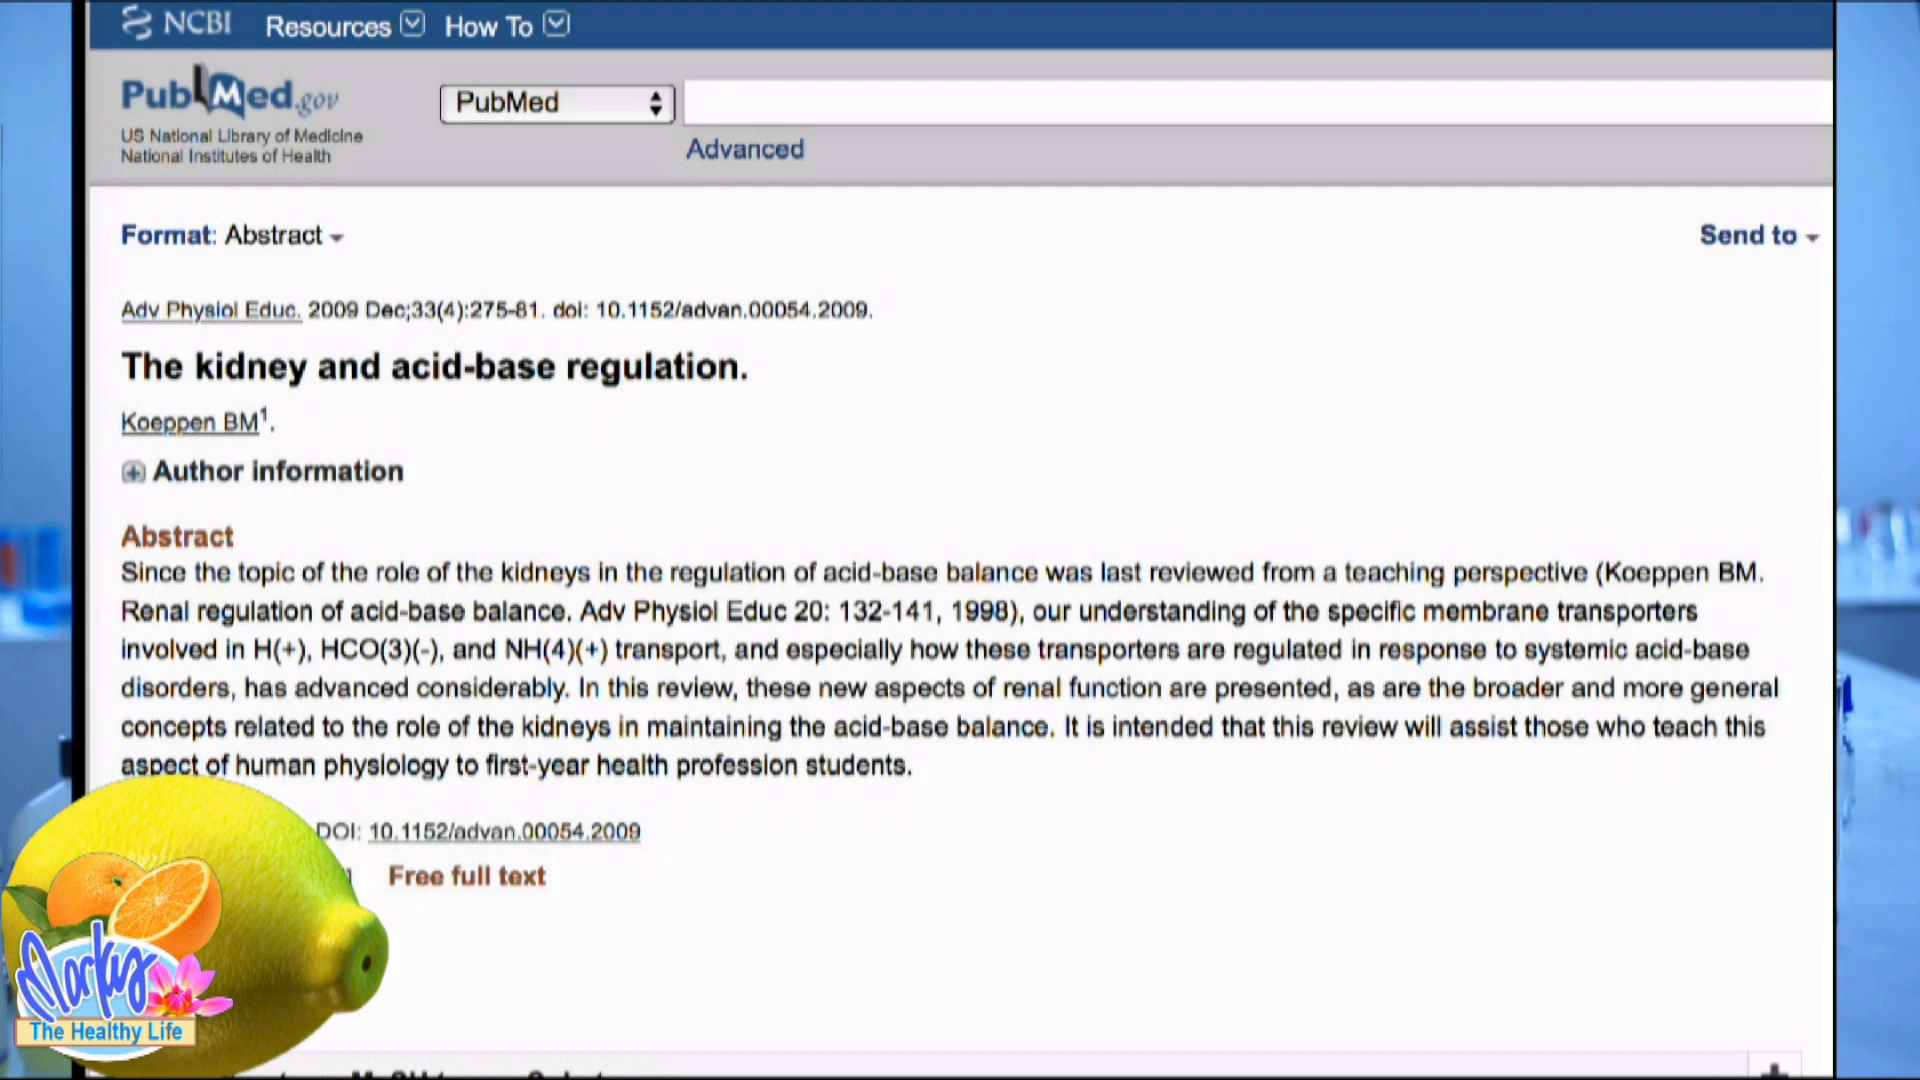 NCBI Resources How To
PubMed.gov
US National Library of Medicine
National Institutes of Health
PubMed
Advanced
Format: Abstract
Send to
Adv Physiol Educ. 2009 Dec;33(4):275-81. doi: 10.1152/advan.00054.2009.
The kidney and acid-base regulation.
Koeppen BM1.
Author information
Abstract
Since the topic of the role of the kidneys in the regulation of acid-base balance was last reviewed from a teaching perspective (Koeppen BM.
Renal regulation of acid-base balance. Adv Physiol Educ 20: 132-141, 1998), our understanding of the specific membrane transporters
involved in H(+), HCO(3)(-), and NH(4)(+) transport, and especially how these transporters are regulated in response to systemic acid-base
disorders, has advanced considerably. In this review, these new aspects of renal function are presented, as are the broader and more general
concepts related to the role of the kidneys in maintaining the acid-base balance. It is intended that this review will assist those who teach this
aspect of human physiology to first-year health profession students.
DOI: 10.1152/advan.00054.2009
Free full text
Markus
The Healthy Life